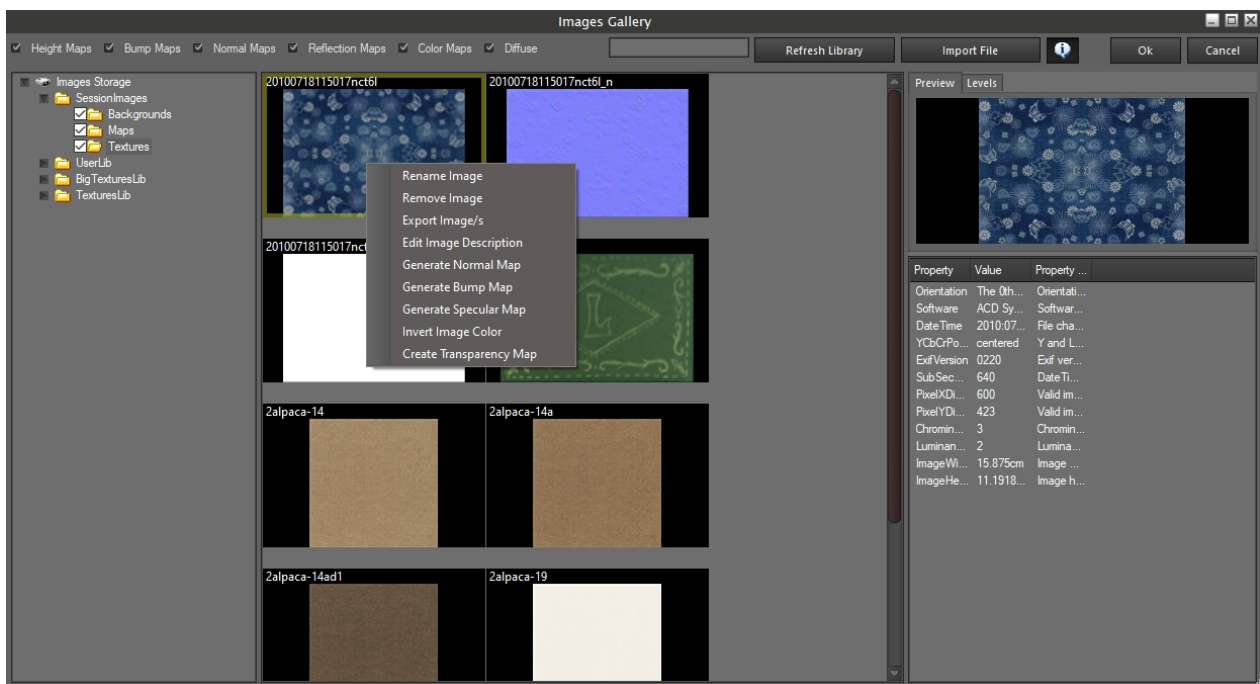 Images Gallery
Height Maps Bump Maps Normal Maps Reflection Maps Color Maps Diffuse Refresh Library Import File Ok Cancel
Images Storage
SessionImages
Backgrounds
Maps
Textures
UserLib
BigTexturesLib
TexturesLib
20100718115017nct6l 20100718115017nct6l_n
20100718115017nct
Rename Image
Remove Image
Export Image/s
Edit Image Description
Generate Normal Map
Generate Bump Map
Generate Specular Map
Invert Image Color
Create Transparency Map
2alpaca-14 2alpaca-14a
2alpaca-14ad1 2alpaca-19
Preview Levels
Property Value Property ...
Orientation The 0th... Orientati...
Software ACD Sy... Softwar...
DateTime 2010:07... File cha...
YCbCrPo... centered Y and L...
ExifVersion 0220 Exif ver...
SubSec... 640 DateTi...
PixelXDi... 600 Valid im...
PixelYDi... 423 Valid im...
Chromin... 3 Chromin...
Luminan... 2 Lumina...
ImageWi... 15.875cm Image ...
ImageHe... 11.1918... Image h...